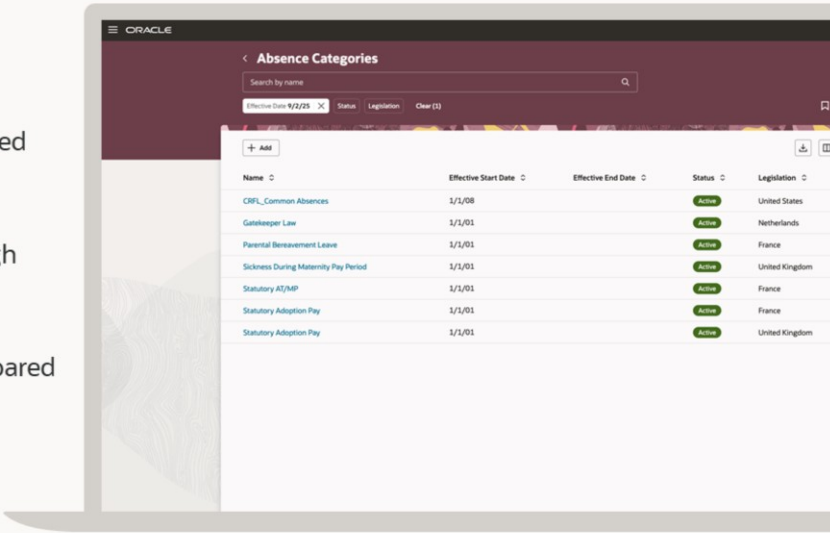 ed
gh
pared
ORACLE
Absence Categories
Search by name
Effective Date 9/2/25 X Status Legislation Clear (1)
+ Add
Name Effective Start Date Effective End Date Status Legislation
CRFL_Common Absences 1/1/08 Active United States
Gatekeeper Law 1/1/01 Active Netherlands
Parental Bereavement Leave 1/1/01 Active France
Sickness During Maternity Pay Period 1/1/01 Active United Kingdom
Statutory AT/MP 1/1/01 Active France
Statutory Adoption Pay 1/1/01 Active France
Statutory Adoption Pay 1/1/01 Active United Kingdom